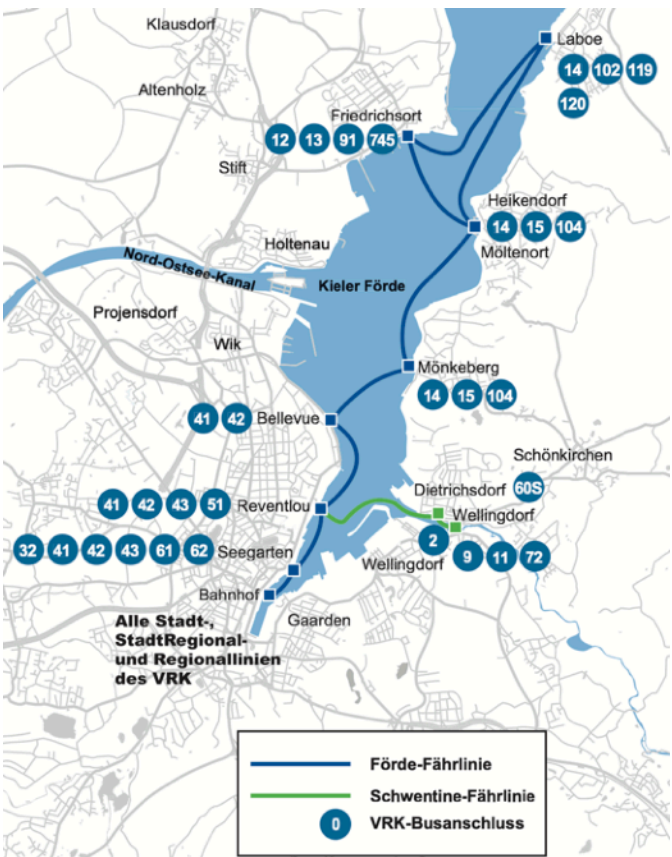 Klausdorf
Laboe
14 102 119
120
Altenholz
Friedrichsort
12 13 91 745
Stift
Heikendorf
14 15 104
Möltenort
Holtenau
Nord-Ostsee-Kanal
Kieler Förde
Projensdorf
Wik
Mönkeberg
14 15 104
41 42 Bellevue
Schönkirchen
Dietrichsdorf 60S
41 42 43 51 Reventlou
Wellingdorf
2
9 11 72
32 41 42 43 61 62 Seegarten
Wellingdorf
Bahnhof
Gaarden
Alle Stadt-,
StadtRegional-
und Regionallinien
des VRK
Förde-Fährlinie
Schwentine-Fährlinie
0 VRK-Busanschluss